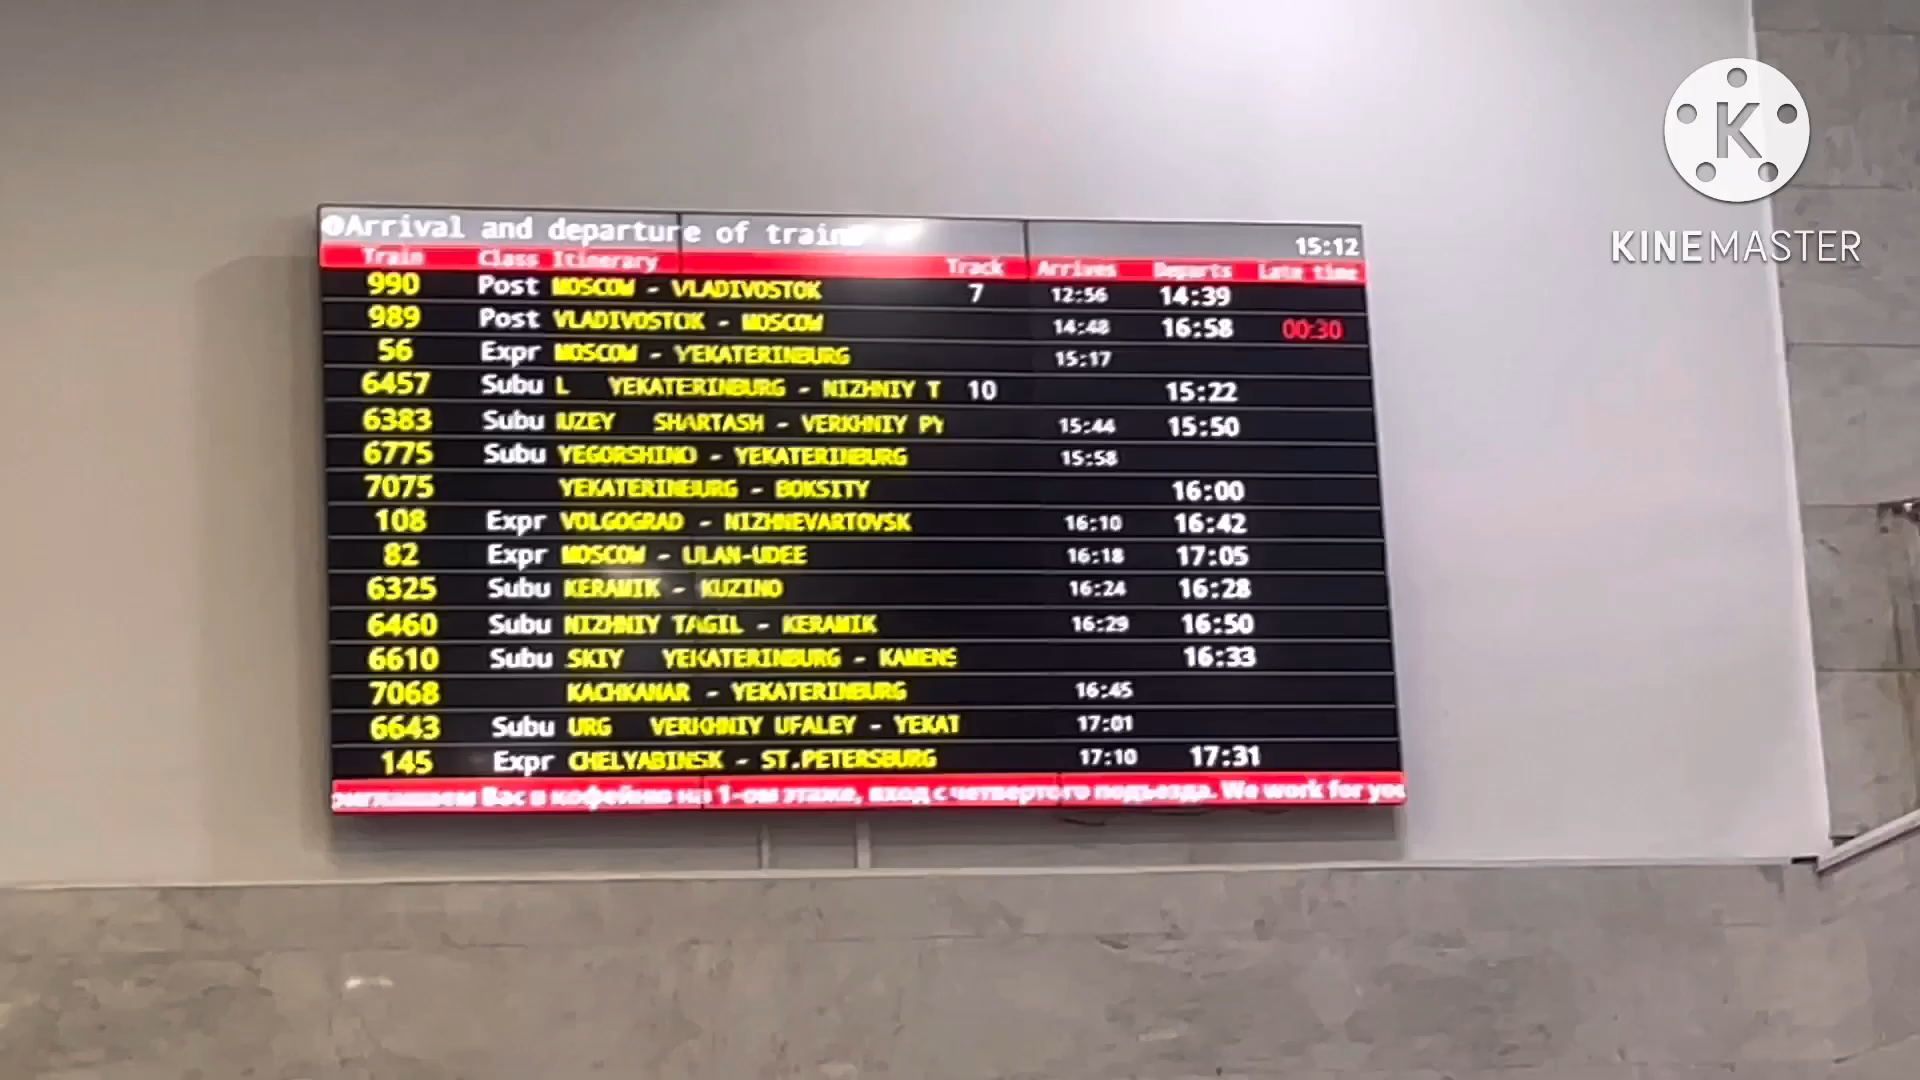 Arrival and departure of trains
15:12
Train Class Itinerary Track Arrives Departs Late time
990 Post MOSCOW - VLADIVOSTOK 7 12:56 14:39
989 Post VLADIVOSTOK - MOSCOW 14:48 16:58 00:30
56 Expr MOSCOW - YEKATERINBURG 15:17
6457 Subu L YEKATERINBURG - NIZHNIY T 10 15:22
6383 Subu UZEY SHARTASH - VERKHNIY PY 15:44 15:50
6775 Subu YEGORSHINO - YEKATERINBURG 15:58
7075 YEKATERINBURG - BOKSITY 16:00
108 Expr VOLGOGRAD - NIZHNEVARTOVSK 16:10 16:42
82 Expr MOSCOW - ULAN-UDEE 16:18 17:05
6325 Subu KERAMIK - KUZINO 16:24 16:28
6460 Subu NIZHNIY TAGIL - KERAMIK 16:29 16:50
6610 Subu SKIY YEKATERINBURG - KAMENS 16:33
7068 KACHKANAR - YEKATERINBURG 16:45
6643 Subu URG VERKHNIY UFALEY - YEKAT 17:01
145 Expr CHELYABINSK - ST.PETERSBURG 17:10 17:31
приглашаем Вас в кофейню на 1-ом этаже, вход с четвертого подъезда. We work for you
K
KINEMASTER